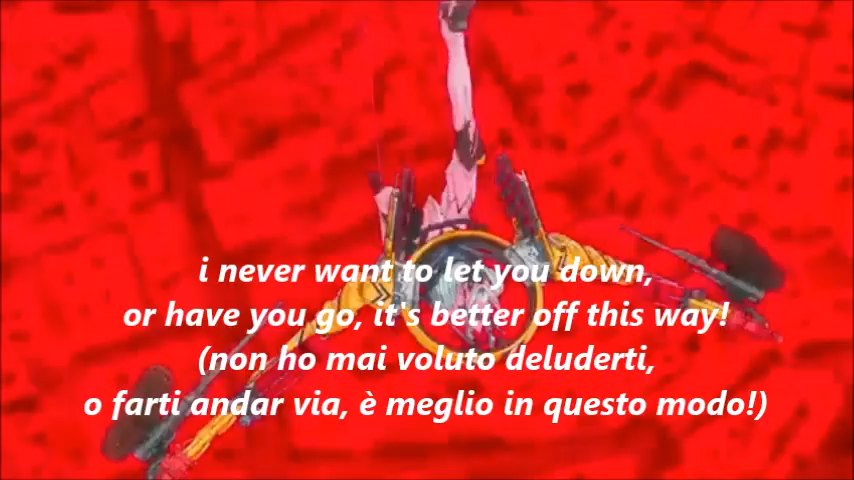 i never want to let you down,
or have you go, it's better off this way!
(non ho mai voluto deluderti,
o farti andar via, è meglio in questo modo!)